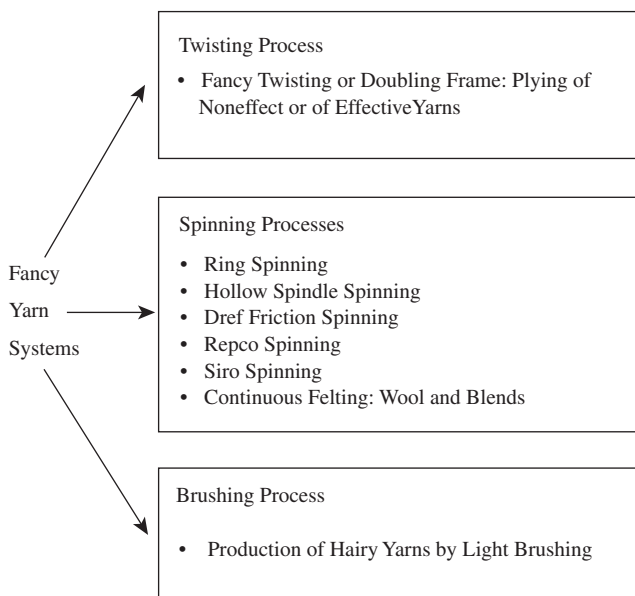 Fancy
Yarn
Systems
Twisting Process
• Fancy Twisting or Doubling Frame: Plying of
Noneffect or of EffectiveYarns
Spinning Processes
• Ring Spinning
• Hollow Spindle Spinning
• Dref Friction Spinning
• Repco Spinning
• Siro Spinning
• Continuous Felting: Wool and Blends
Brushing Process
• Production of Hairy Yarns by Light Brushing